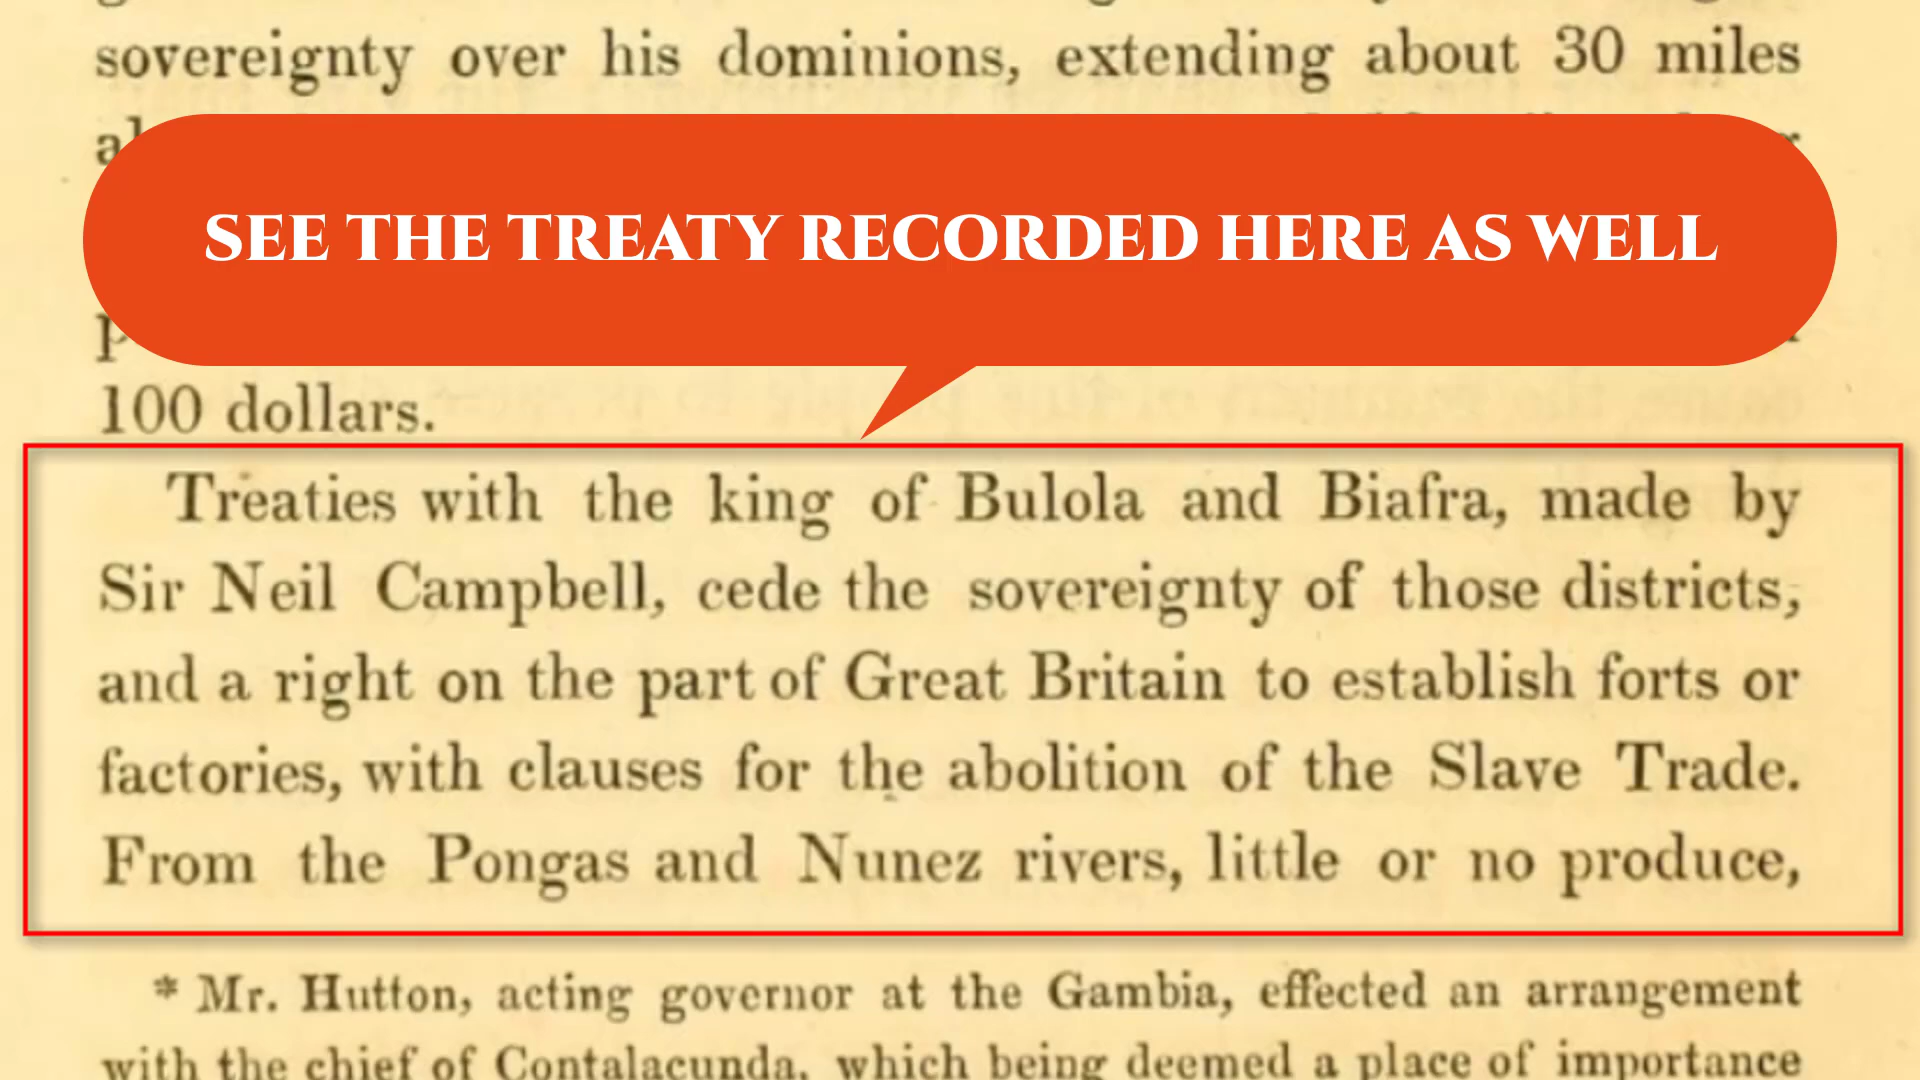 sovereignty over his dominions, extending about 30 miles
SEE THE TREATY RECORDED HERE AS WELL
100 dollars.
Treaties with the king of Bulola and Biafra, made by
Sir Neil Campbell, cede the sovereignty of those districts,
and a right on the part of Great Britain to establish forts or
factories, with clauses for the abolition of the Slave Trade.
From the Pongas and Nunez rivers, little or no produce,
* Mr. Hutton, acting governor at the Gambia, effected an arrangement
with the chief of Contalacunda, which being deemed a place of importance